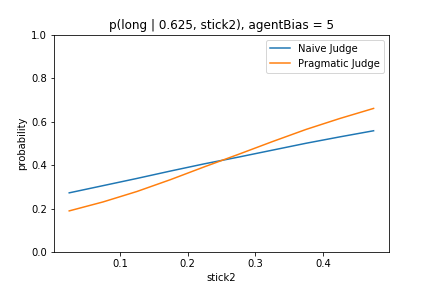 p(long | 0.625, stick2), agentBias = 5
1.0
0.8
0.6
0.4
0.2
0.0
probability
Naive Judge
Pragmatic Judge
0.1
0.2
0.3
0.4
stick2